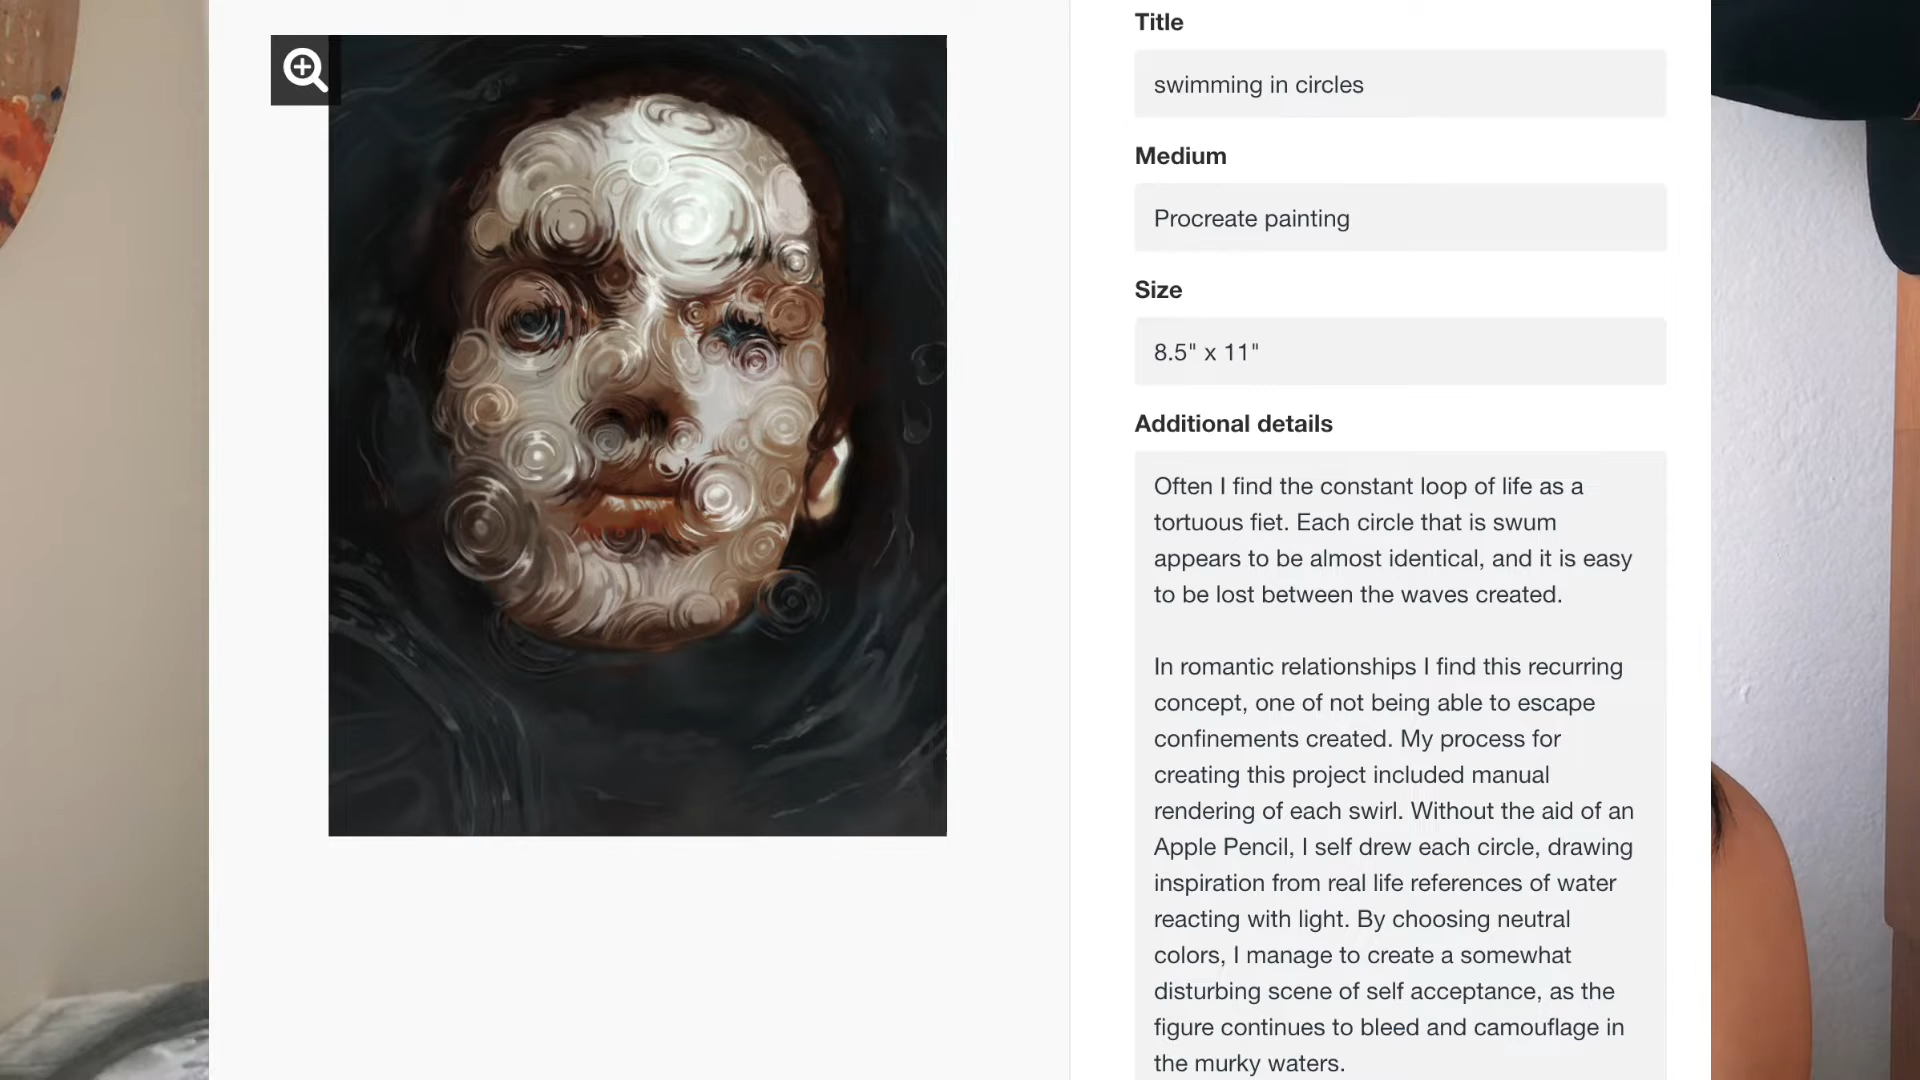 Title
swimming in circles
Medium
Procreate painting
Size
8.5" x 11"
Additional details
Often I find the constant loop of life as a
tortuous fiet. Each circle that is swum
appears to be almost identical, and it is easy
to be lost between the waves created.
In romantic relationships I find this recurring
concept, one of not being able to escape
confinements created. My process for
creating this project included manual
rendering of each swirl. Without the aid of an
Apple Pencil, I self drew each circle, drawing
inspiration from real life references of water
reacting with light. By choosing neutral
colors, I manage to create a somewhat
disturbing scene of self acceptance, as the
figure continues to bleed and camouflage in
the murky waters.